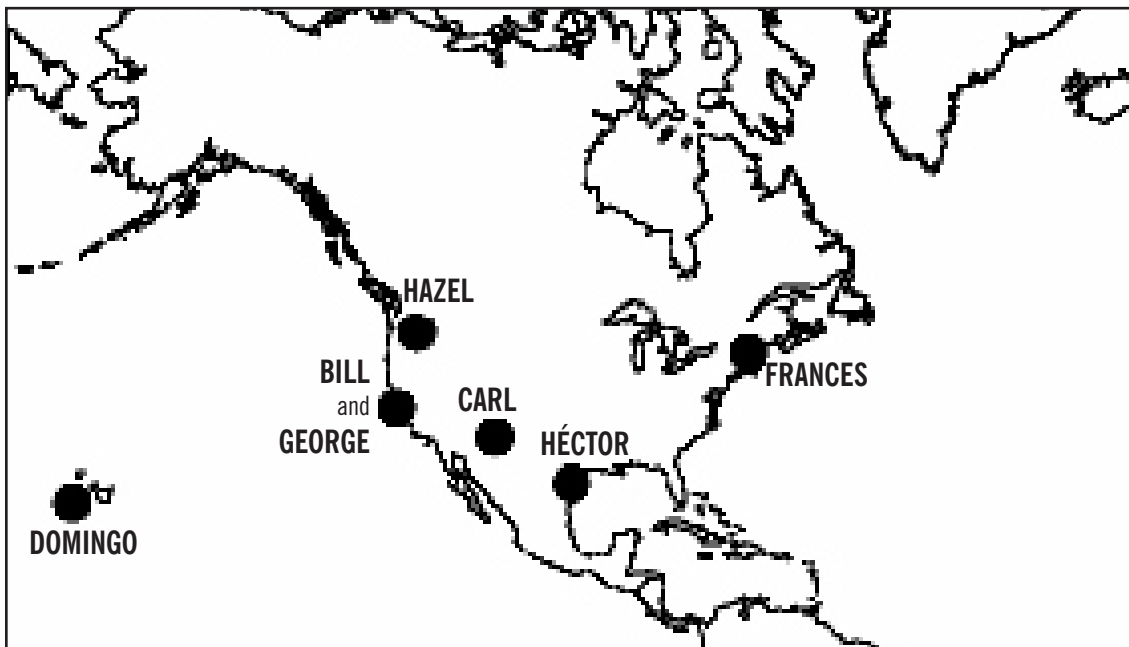 HAZEL
BILL
and
GEORGE
CARL
HÉCTOR
FRANCES
DOMINGO